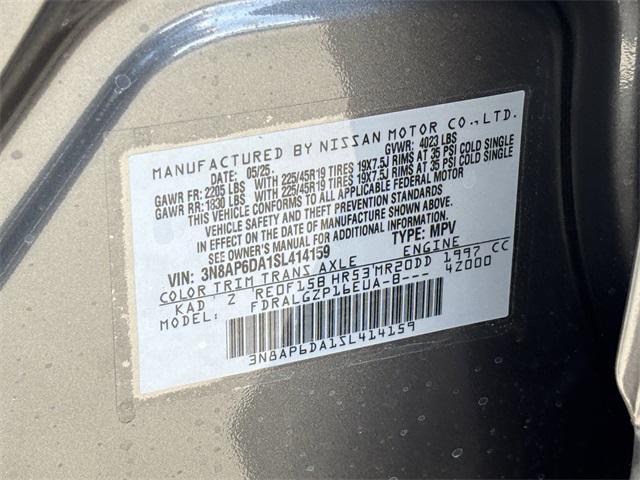 MANUFACTURED BY NISSAN MOTOR CO.,LTD.
DATE: 05/25. GVWR: 4023 LBS
GAWR FR: 2205 LBS WITH 225/45R19 TIRES 19X7.5J RIMS AT 35 PSI COLD SINGLE
GAWR RR: 1830 LBS WITH 225/45R19 TIRES 19X7.5J RIMS AT 35 PSI COLD SINGLE
THIS VEHICLE CONFORMS TO ALL APPLICABLE FEDERAL MOTOR
VEHICLE SAFETY AND THEFT PREVENTION STANDARDS
IN EFFECT ON THE DATE OF MANUFACTURE SHOWN ABOVE.
SEE OWNER'S MANUAL FOR ADDITIONAL INFORMATION.
VIN: 3N8AP6DA1SL414159 TYPE: MPV
COLOR TRIM TRANS AXLE ENGINE
KAD Z RE0F15B HR53 MR20DD 1997 CC
MODEL: FDRALGZP16EUA-B--- 4Z000
3N8AP6DA1SL414159